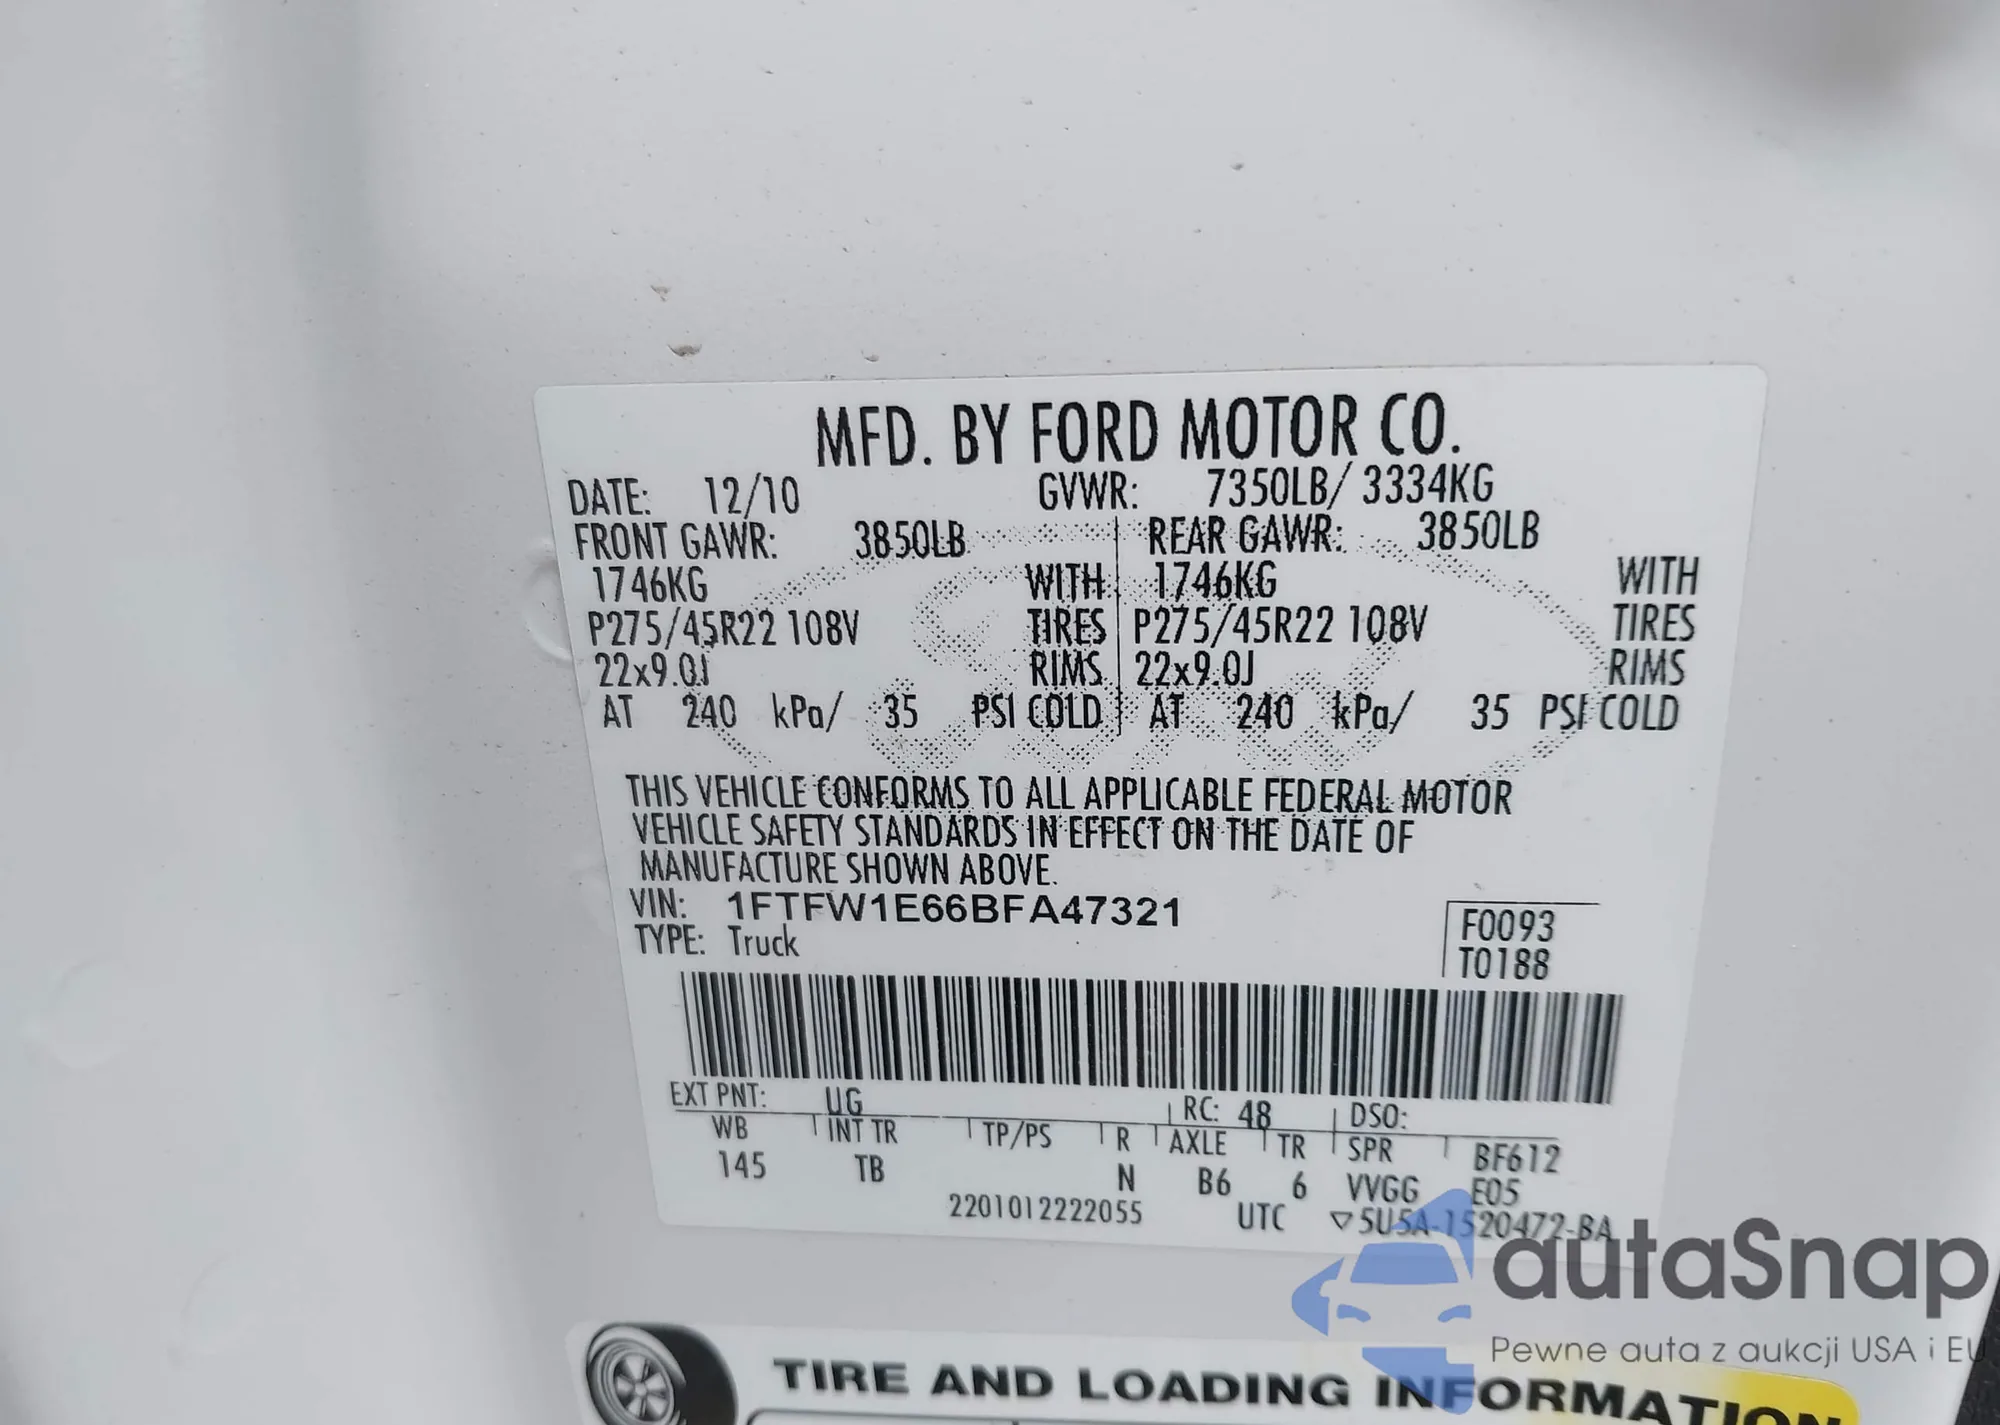 MFD. BY FORD MOTOR CO.
DATE: 12/10 GVWR: 7350LB/ 3334KG
FRONT GAWR: 3850LB REAR GAWR: 3850LB
1746KG WITH 1746KG WITH
P275/45R22 108V TIRES P275/45R22 108V TIRES
22x9.0J RIMS 22x9.0J RIMS
AT 240 kPa/ 35 PSI COLD AT 240 kPa/ 35 PSI COLD
THIS VEHICLE CONFORMS TO ALL APPLICABLE FEDERAL MOTOR
VEHICLE SAFETY STANDARDS IN EFFECT ON THE DATE OF
MANUFACTURE SHOWN ABOVE.
VIN: 1FTFW1E66BFA47321
TYPE: Truck
F0093
T0188
EXT PNT: UG RC: 48 DSO:
WB INT TR TP/PS R AXLE TR SPR BF612
145 TB N B6 6 VVGG E05
2201012222055 UTC ▽5U5A-1520472-BA
autaSnap
Pewne auta z aukcji USA i EU
TIRE AND LOADING INFORMATION